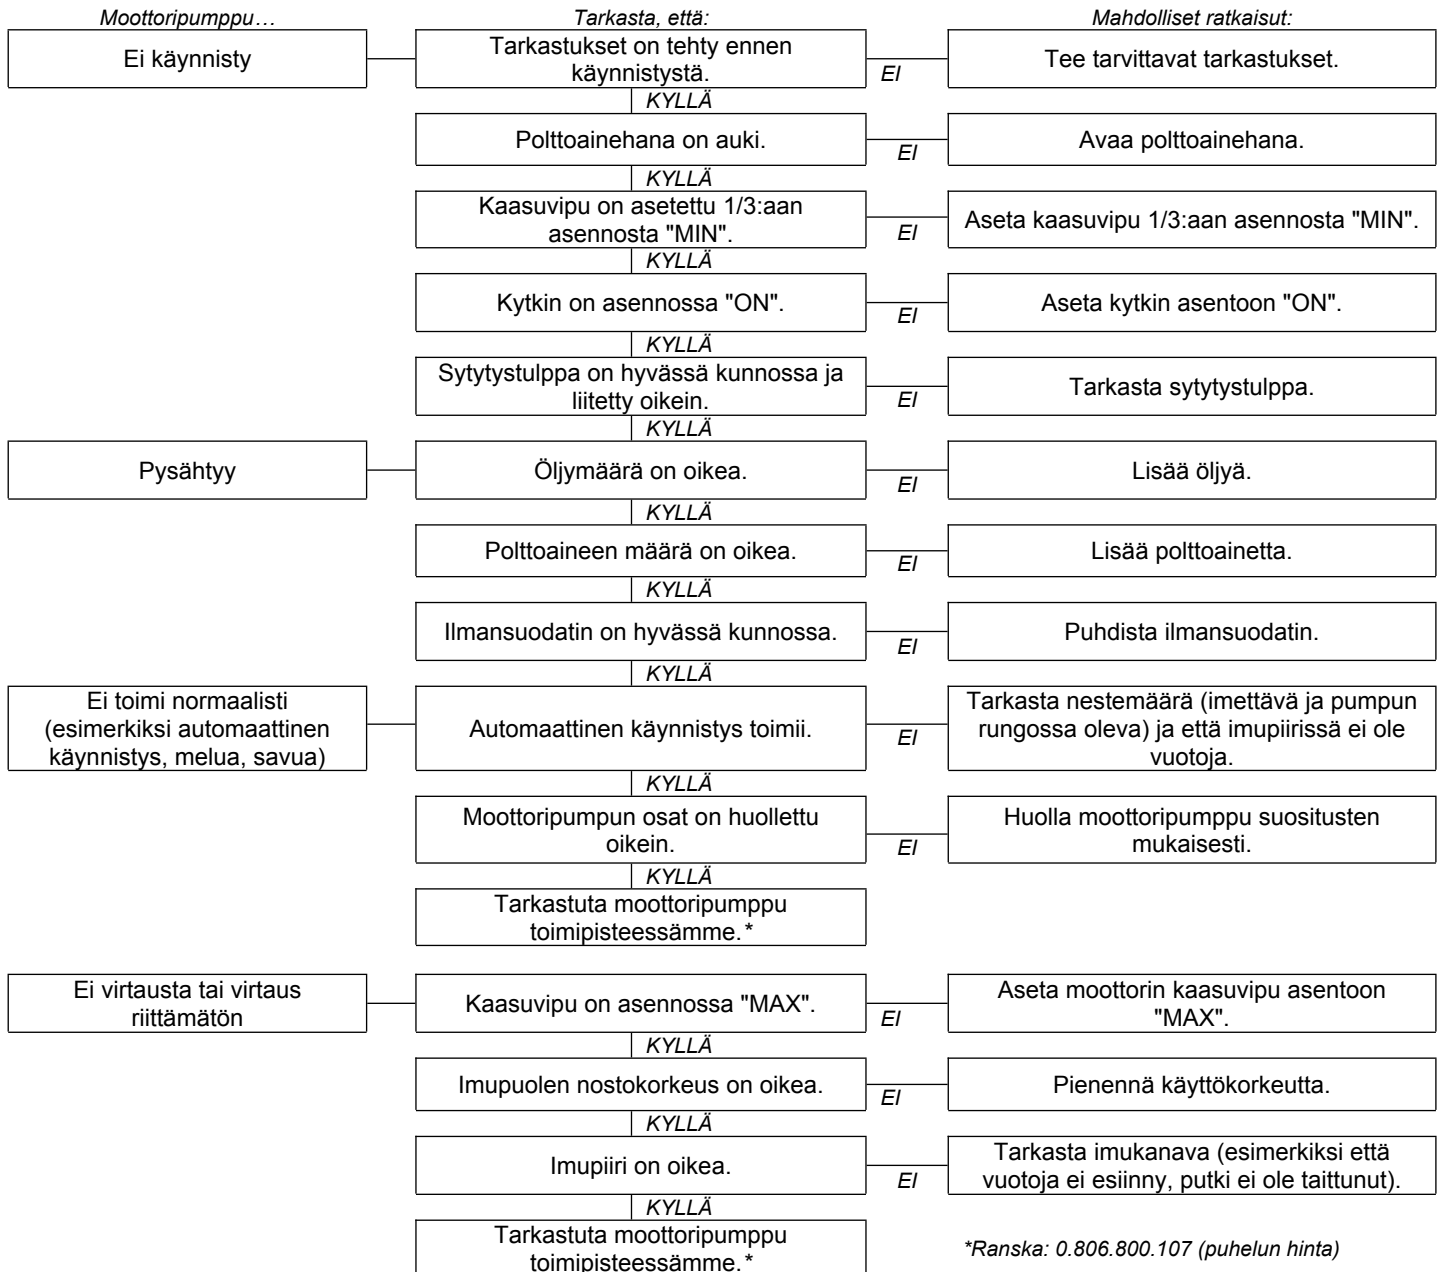 Moottoripumppu…
Tarkasta, että:
Mahdolliset ratkaisut:
Ei käynnisty
Tarkastukset on tehty ennen
käynnistystä.
EI
Tee tarvittavat tarkastukset.
KYLLÄ
Polttoainehana on auki.
EI
Avaa polttoainehana.
KYLLÄ
Kaasuvipu on asetettu 1/3:aan
asennosta "MIN".
EI
Aseta kaasuvipu 1/3:aan asennosta "MIN".
KYLLÄ
Kytkin on asennossa "ON".
EI
Aseta kytkin asentoon "ON".
KYLLÄ
Sytytystulppa on hyvässä kunnossa ja
liitetty oikein.
EI
Tarkasta sytytystulppa.
KYLLÄ
Pysähtyy
Öljymäärä on oikea.
EI
Lisää öljyä.
KYLLÄ
Polttoaineen määrä on oikea.
EI
Lisää polttoainetta.
KYLLÄ
Ilmansuodatin on hyvässä kunnossa.
EI
Puhdista ilmansuodatin.
KYLLÄ
Ei toimi normaalisti
(esimerkiksi automaattinen
käynnistys, melua, savua)
Automaattinen käynnistys toimii.
EI
Tarkasta nestemäärä (imettävä ja pumpun
rungossa oleva) ja että imupiirissä ei ole
vuotoja.
KYLLÄ
Moottoripumpun osat on huollettu
oikein.
EI
Huolla moottoripumppu suositusten
mukaisesti.
KYLLÄ
Tarkastuta moottoripumppu
toimipisteessämme.*
Ei virtausta tai virtaus
riittämätön
Kaasuvipu on asennossa "MAX".
EI
Aseta moottorin kaasuvipu asentoon
"MAX".
KYLLÄ
Imupuolen nostokorkeus on oikea.
EI
Pienennä käyttökorkeutta.
KYLLÄ
Imupiiri on oikea.
EI
Tarkasta imukanava (esimerkiksi että
vuotoja ei esiinny, putki ei ole taittunut).
KYLLÄ
Tarkastuta moottoripumppu
toimipisteessämme.*
*Ranska: 0.806.800.107 (puhelun hinta)